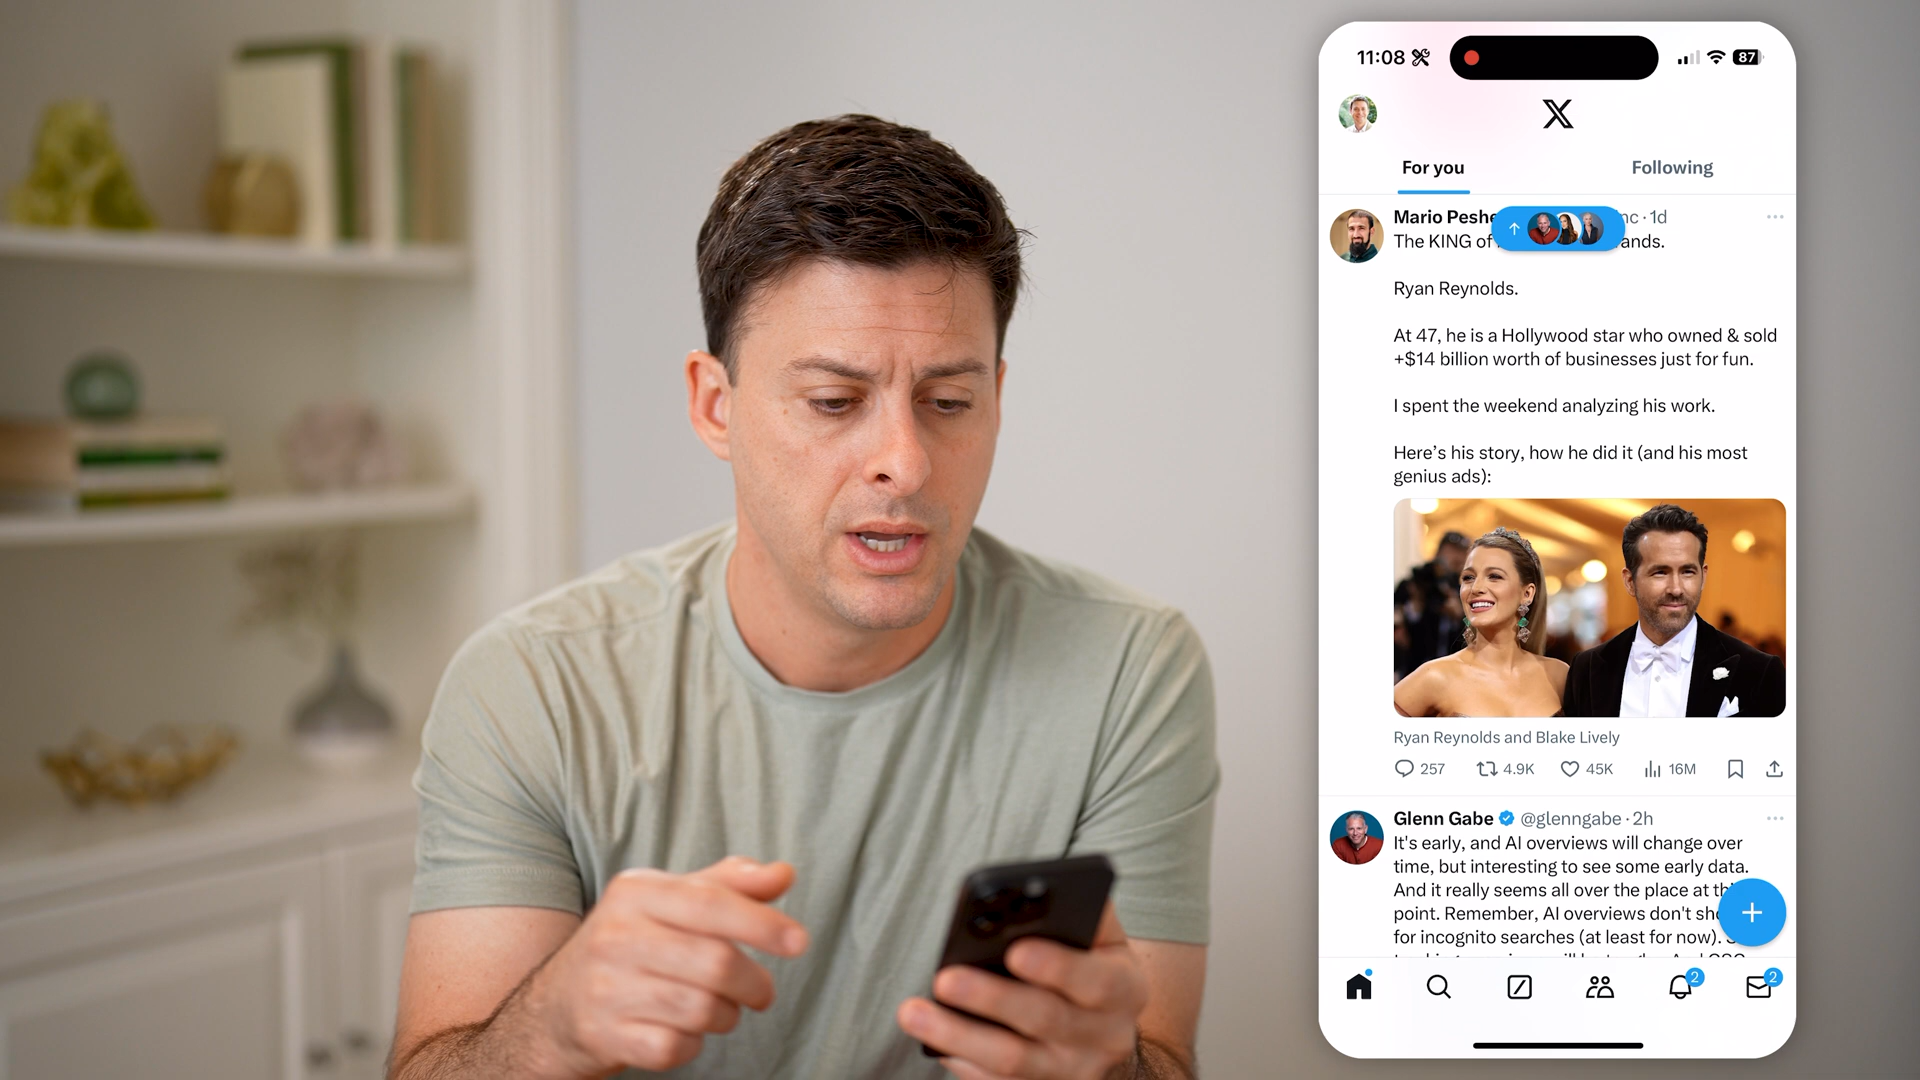 11:08
87
For you
Following
Mario Peshe nc · 1d
The KING of ands.
Ryan Reynolds.
At 47, he is a Hollywood star who owned & sold
+$14 billion worth of businesses just for fun.
I spent the weekend analyzing his work.
Here’s his story, how he did it (and his most
genius ads):
Ryan Reynolds and Blake Lively
257 4.9K 45K 16M
Glenn Gabe @glenngabe · 2h
It's early, and AI overviews will change over
time, but interesting to see some early data.
And it really seems all over the place at
point. Remember, AI overviews don't
for incognito searches (at least for now).
2
2